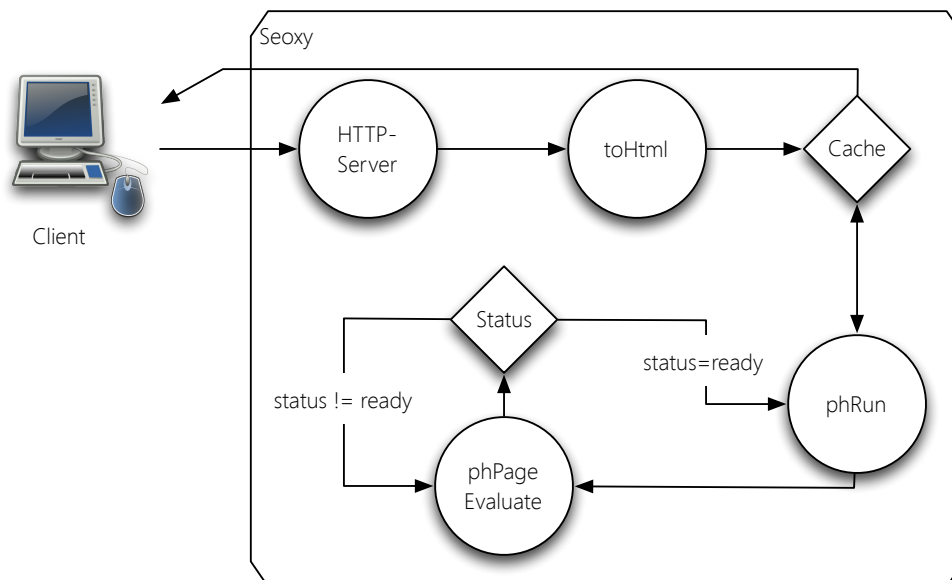 Seoxy
HTTP-
Server
toHtml
Cache
Client
Status
status=ready
status != ready
phRun
phPage
Evaluate